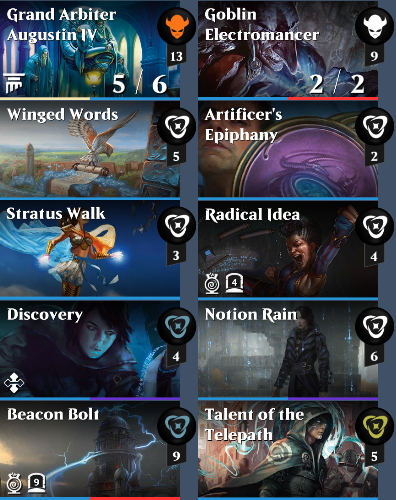 Grand Arbiter
Augustin IV
13
5 / 6
Goblin
Electromancer
9
2 / 2
Winged Words
5
Artificer's
Epiphany
2
Stratus Walk
3
Radical Idea
4
4
Discovery
4
Notion Rain
6
Beacon Bolt
9
9
Talent of the
Telepath
5